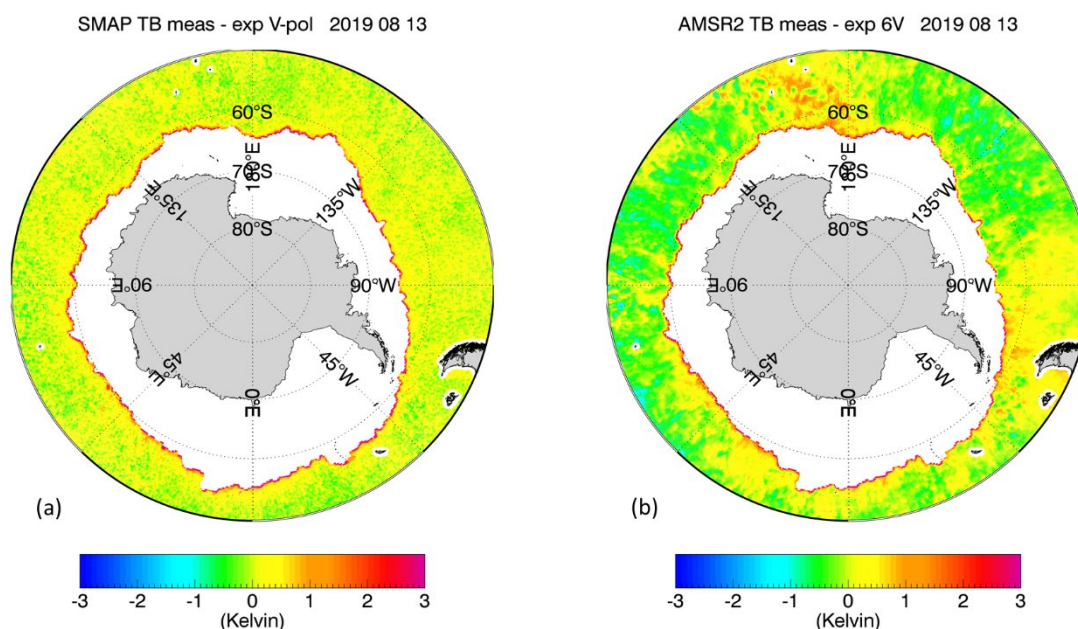 SMAP TB meas - exp V-pol 2019 08 13
60°S
70°S
180°E
135°E
135°W
80°S
90°E
90°W
45°E
45°W
0°E
(a)
-3 -2 -1 0 1 2 3
(Kelvin)
AMSR2 TB meas - exp 6V 2019 08 13
60°S
70°S
180°E
135°E
135°W
80°S
90°E
90°W
45°E
45°W
0°E
(b)
-3 -2 -1 0 1 2 3
(Kelvin)